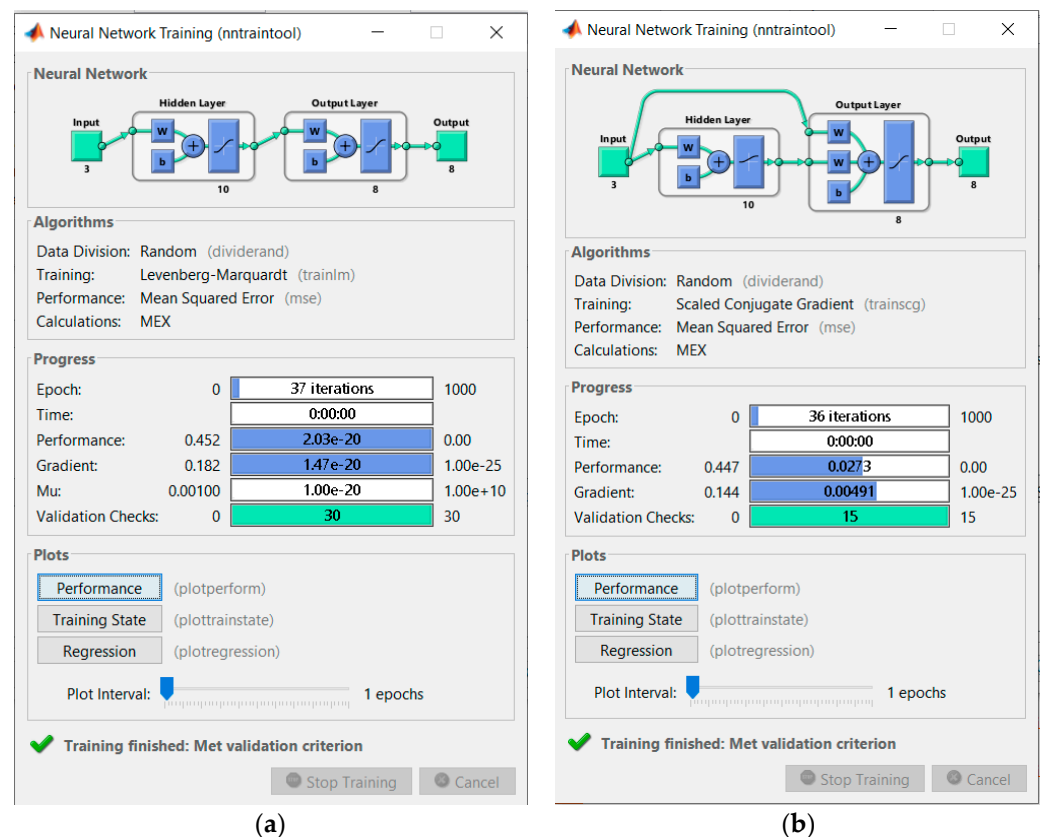 Neural Network Training (nntraintool)
Neural Network
Hidden Layer
Output Layer
Input
W
b
+
W
b
+
Output
3
10
8
8
Algorithms
Data Division: Random (dividerand)
Training: Levenberg-Marquardt (trainlm)
Performance: Mean Squared Error (mse)
Calculations: MEX
Progress
Epoch: 0 37 iterations 1000
Time: 0:00:00
Performance: 0.452 2.03e-20 0.00
Gradient: 0.182 1.47e-20 1.00e-25
Mu: 0.00100 1.00e-20 1.00e+10
Validation Checks: 0 30 30
Plots
Performance (plotperform)
Training State (plottrainstate)
Regression (plotregression)
Plot Interval: 1 epochs
Training finished: Met validation criterion
Stop Training Cancel
(a)
Neural Network Training (nntraintool)
Neural Network
Hidden Layer
Output Layer
Input
W
b
+
W
W
b
+
Output
3
10
8
8
Algorithms
Data Division: Random (dividerand)
Training: Scaled Conjugate Gradient (trainscg)
Performance: Mean Squared Error (mse)
Calculations: MEX
Progress
Epoch: 0 36 iterations 1000
Time: 0:00:00
Performance: 0.447 0.0273 0.00
Gradient: 0.144 0.00491 1.00e-25
Validation Checks: 0 15 15
Plots
Performance (plotperform)
Training State (plottrainstate)
Regression (plotregression)
Plot Interval: 1 epochs
Training finished: Met validation criterion
Stop Training Cancel
(b)